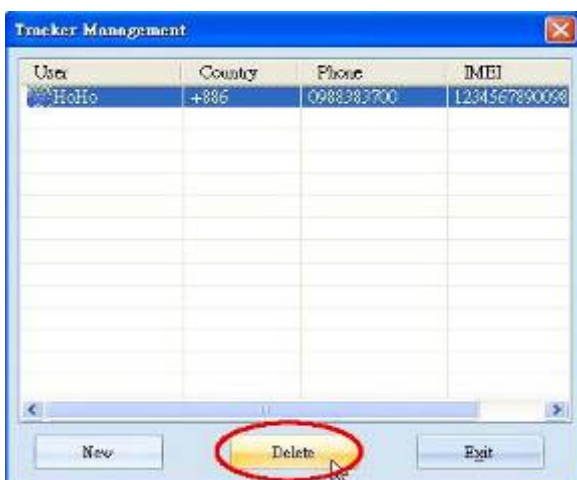 Tracker Management
User Country Phone IMEI
HoHo +886 0988383700 1234567890098
New Delete Exit